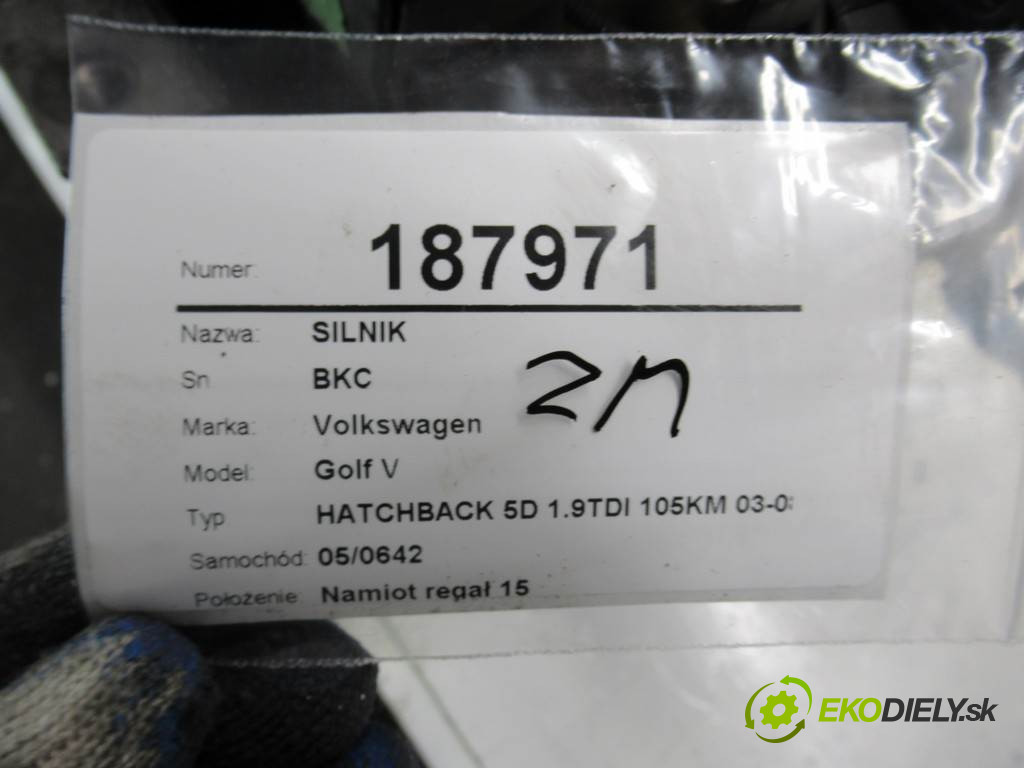 Numer: 187971
Nazwa: SILNIK
Sn BKC
Marka: Volkswagen
Model: Golf V
Typ HATCHBACK 5D 1.9TDI 105KM 03-0
Samochód: 05/0642
Położenie: Namiot regał 15
EKODIELY.sk